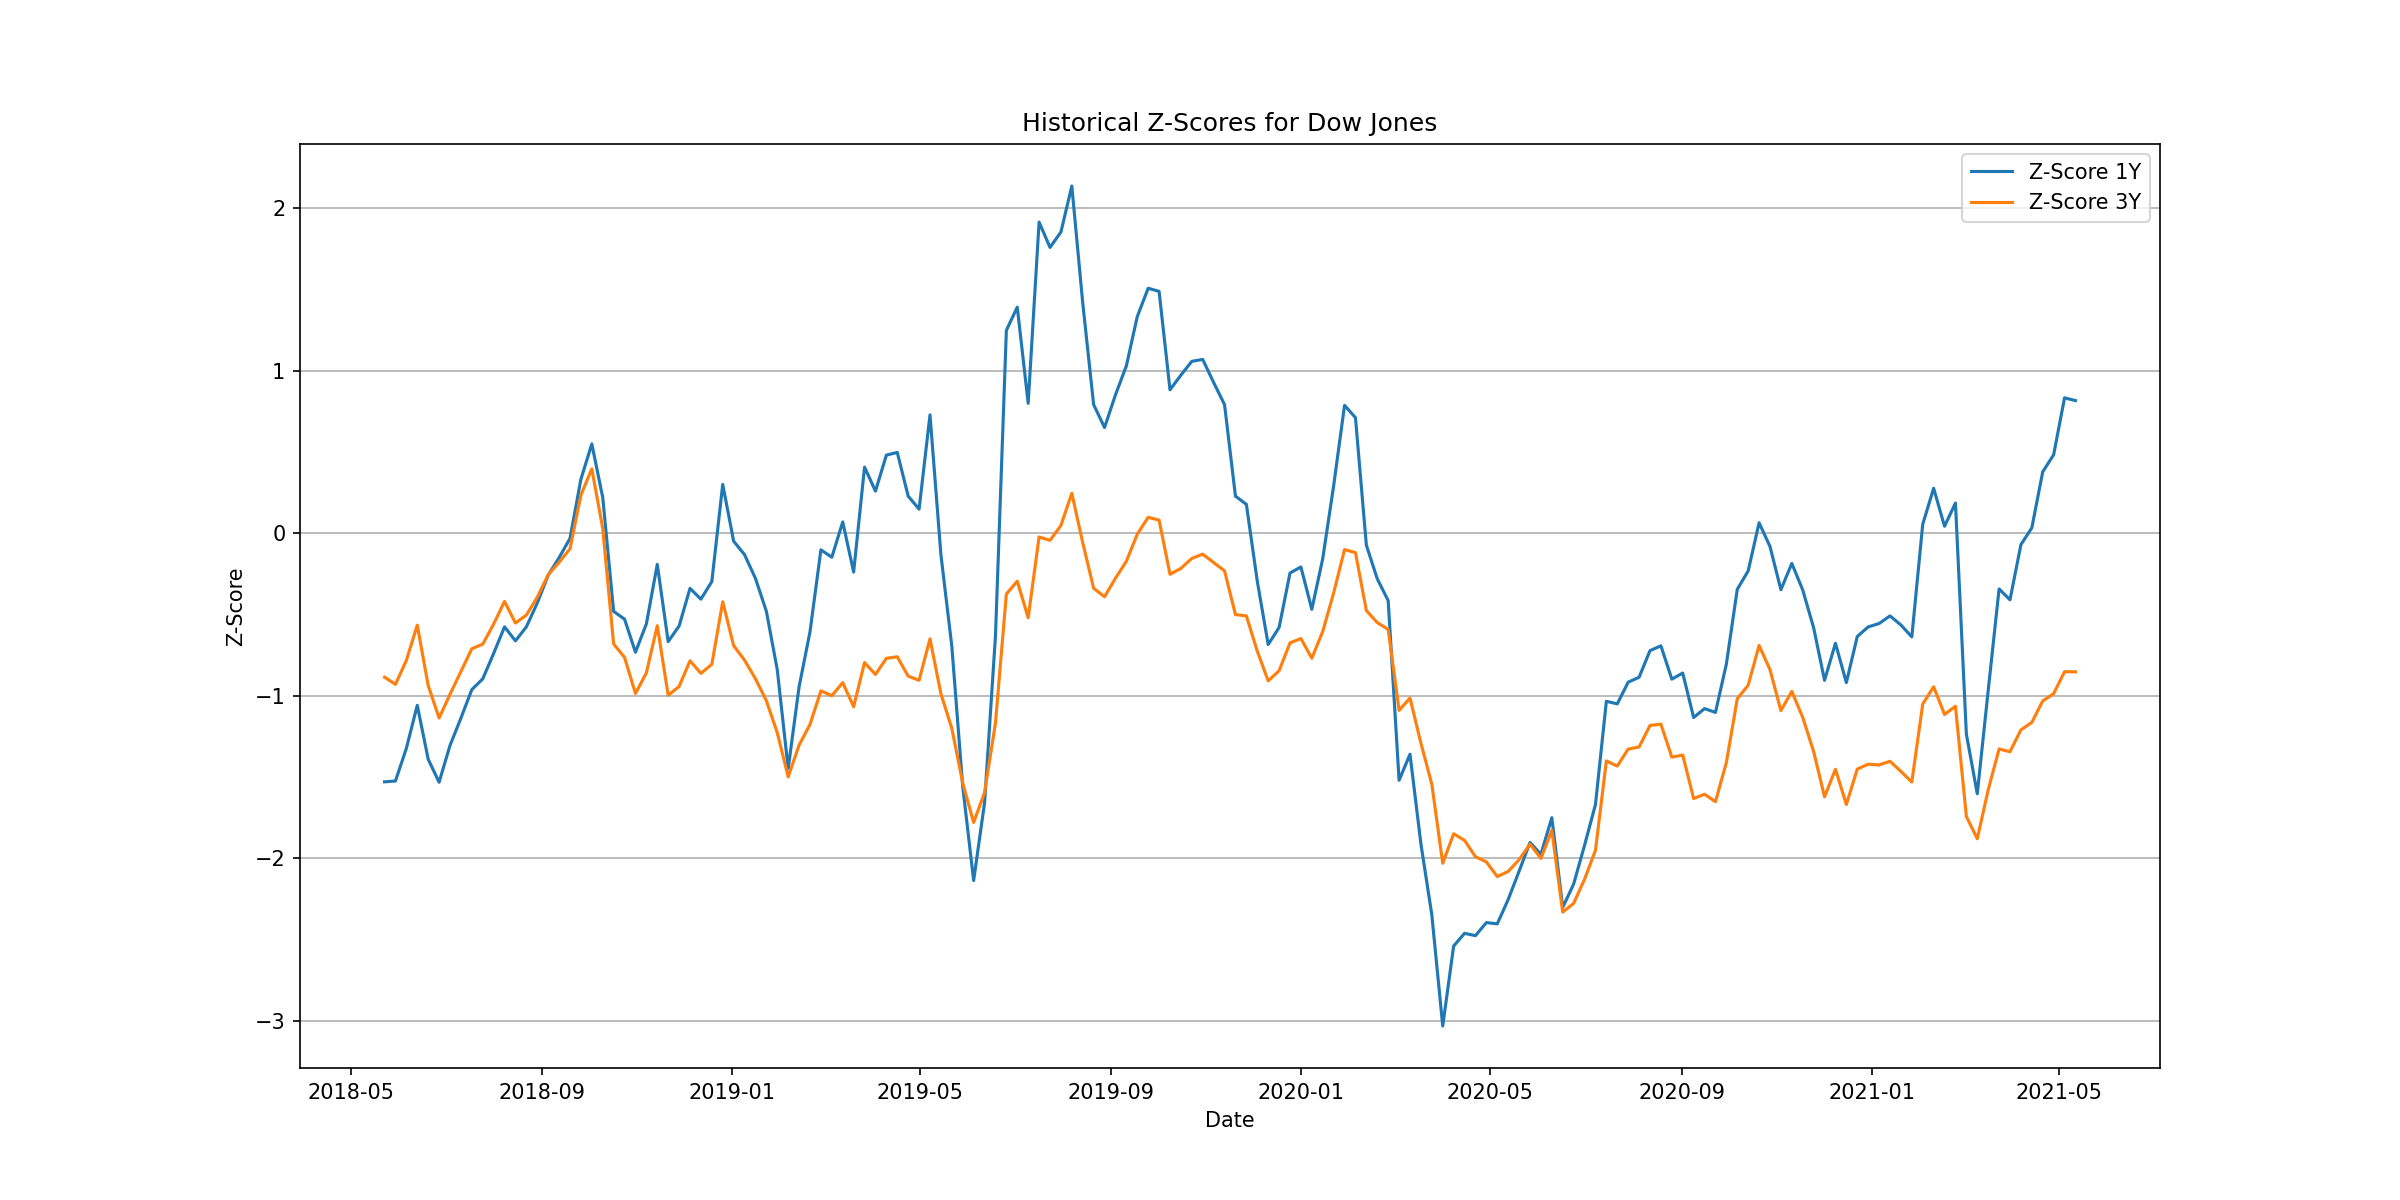 Historical Z-Scores for Dow Jones
Z-Score 1Y
Z-Score 3Y
Z-Score
2
1
0
−1
−2
−3
2018-05 2018-09 2019-01 2019-05 2019-09 2020-01 2020-05 2020-09 2021-01 2021-05
Date